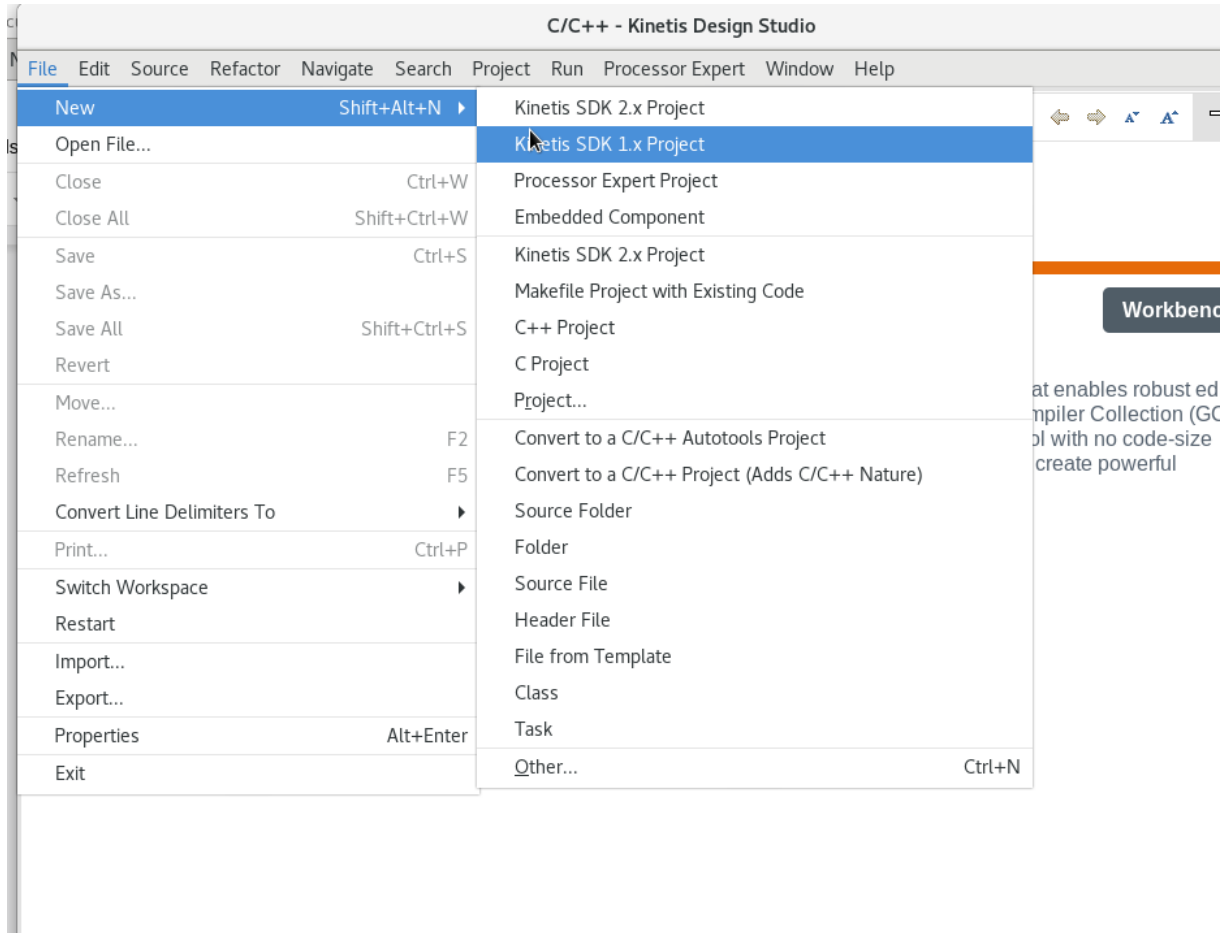 C/C++ - Kinetis Design Studio
File Edit Source Refactor Navigate Search Project Run Processor Expert Window Help
New Shift+Alt+N
Open File...
Close Ctrl+W
Close All Shift+Ctrl+W
Save Ctrl+S
Save As...
Save All Shift+Ctrl+S
Revert
Move...
Rename... F2
Refresh F5
Convert Line Delimiters To
Print... Ctrl+P
Switch Workspace
Restart
Import...
Export...
Properties Alt+Enter
Exit
Kinetis SDK 2.x Project
Kinetis SDK 1.x Project
Processor Expert Project
Embedded Component
Kinetis SDK 2.x Project
Makefile Project with Existing Code
C++ Project
C Project
Project...
Convert to a C/C++ Autotools Project
Convert to a C/C++ Project (Adds C/C++ Nature)
Source Folder
Folder
Source File
Header File
File from Template
Class
Task
Other... Ctrl+N
Workbenc
at enables robust ed
mpiler Collection (GC
ol with no code-size
create powerful